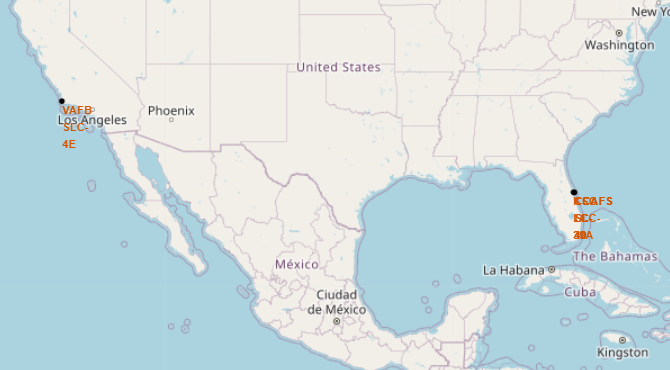 New Yo
Washington
United States
VAFB
SLC-
4E
Los Angeles
Phoenix
The Bahamas
México
La Habana
Cuba
Ciudad
de México
Kingston